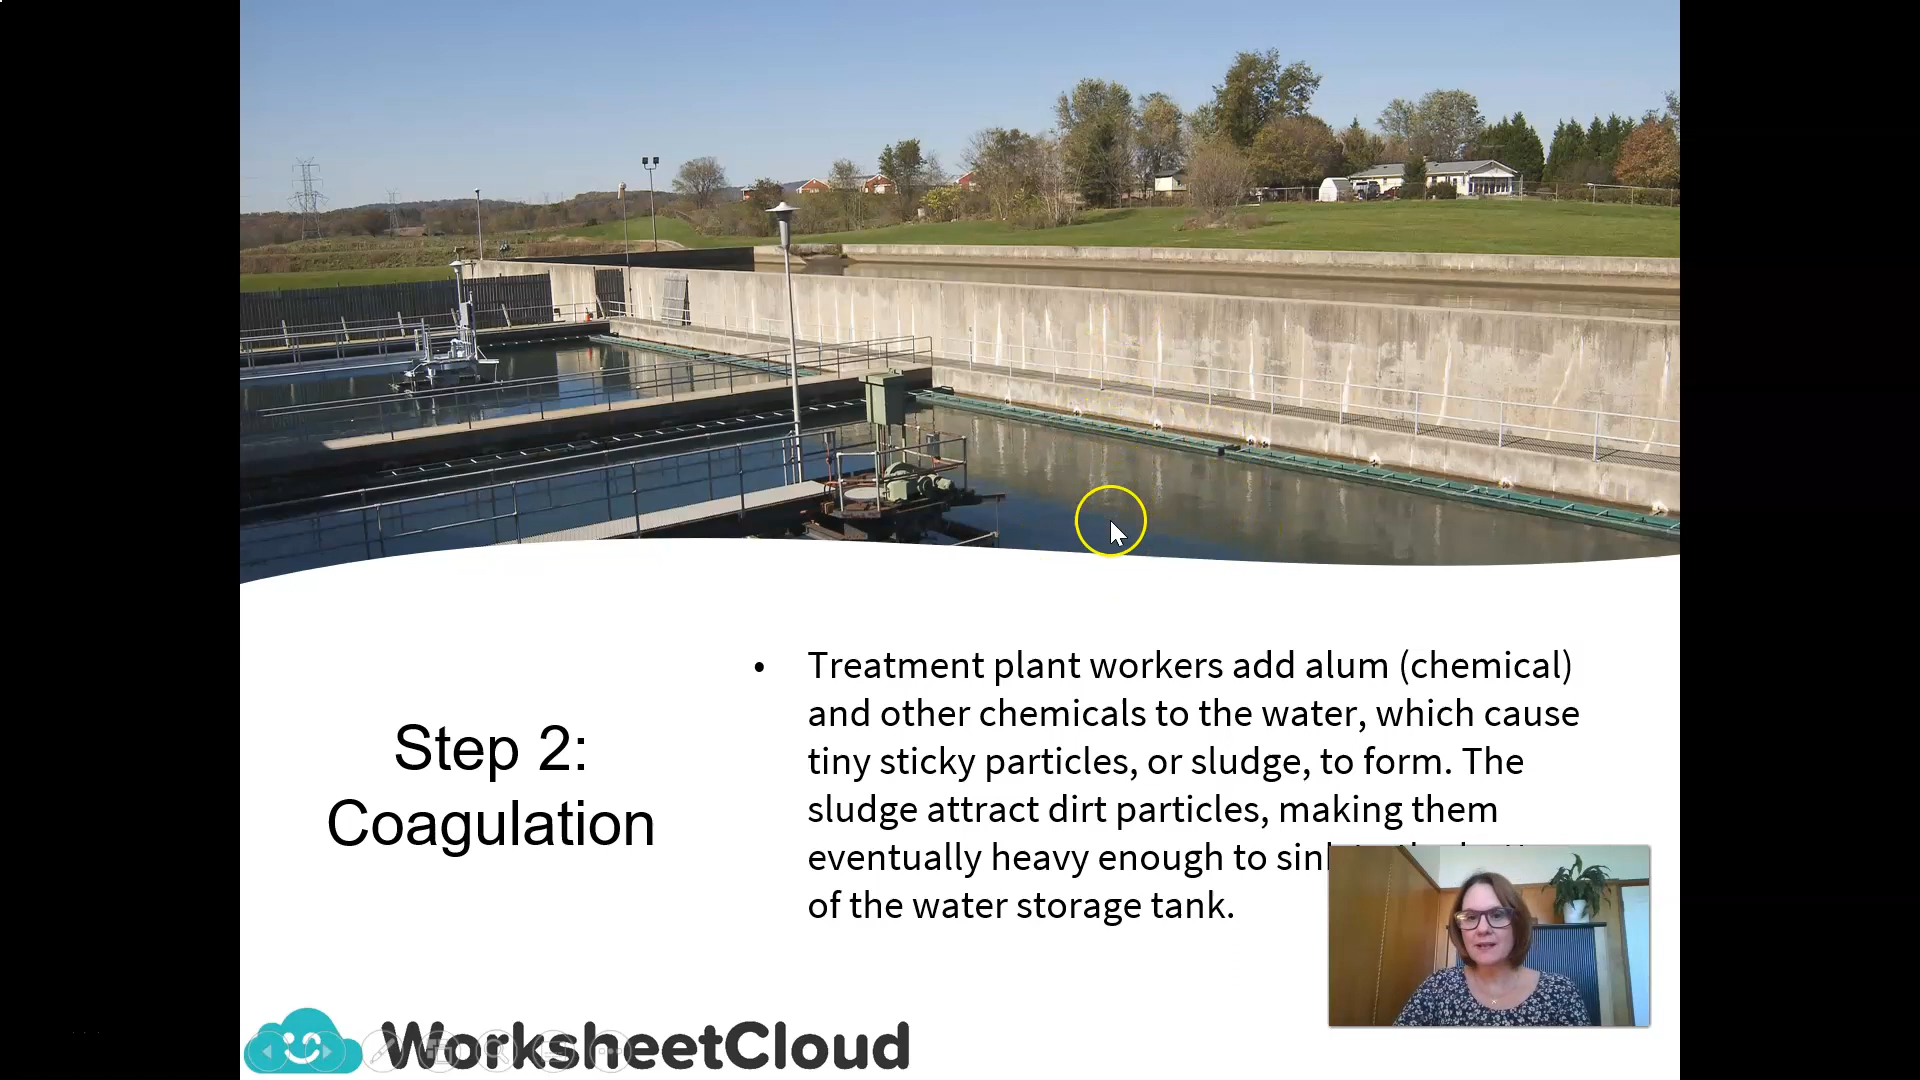 Step 2:
Coagulation
• Treatment plant workers add alum (chemical)
and other chemicals to the water, which cause
tiny sticky particles, or sludge, to form. The
sludge attract dirt particles, making them
eventually heavy enough to
of the water storage tank.
WorksheetCloud